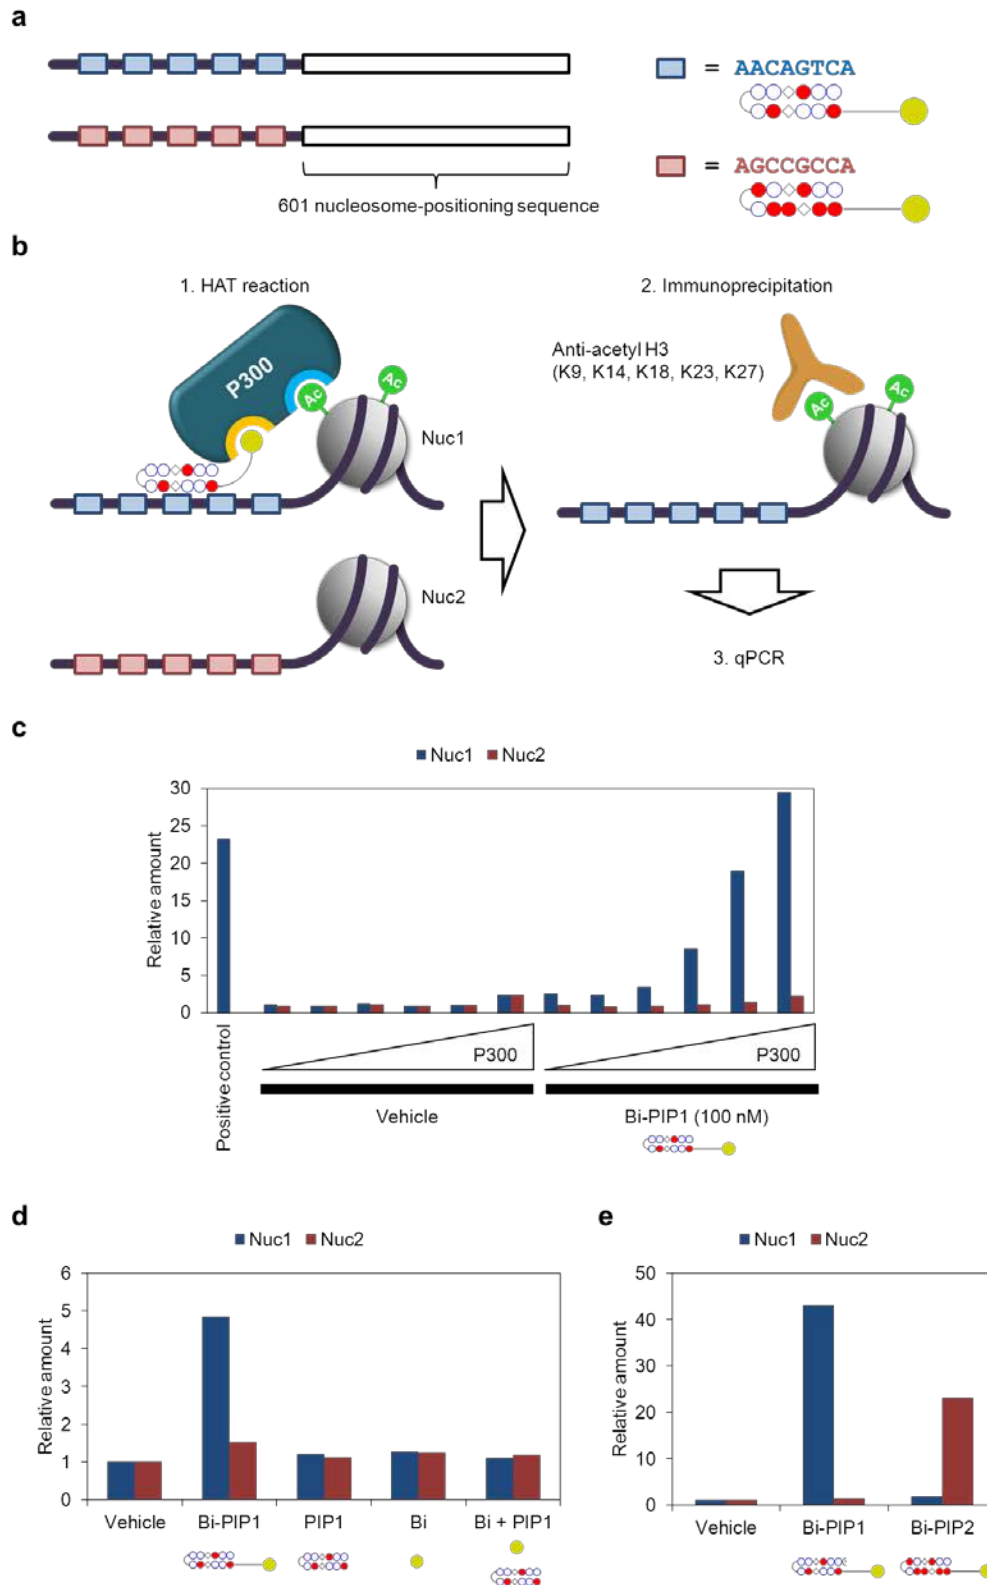 a
= AACAGTCA
= AGCCGCCA
601 nucleosome-positioning sequence
b
1. HAT reaction
2. Immunoprecipitation
P300
Ac
Ac
Nuc1
Anti-acetyl H3
(K9, K14, K18, K23, K27)
Ac
Ac
Nuc2
3. qPCR
c
Nuc1 Nuc2
Relative amount
30
25
20
15
10
5
0
Positive control
P300
P300
Vehicle
Bi-PIP1 (100 nM)
d
Nuc1 Nuc2
Relative amount
6
5
4
3
2
1
0
Vehicle Bi-PIP1 PIP1 Bi Bi + PIP1
e
Nuc1 Nuc2
Relative amount
50
40
30
20
10
0
Vehicle Bi-PIP1 Bi-PIP2